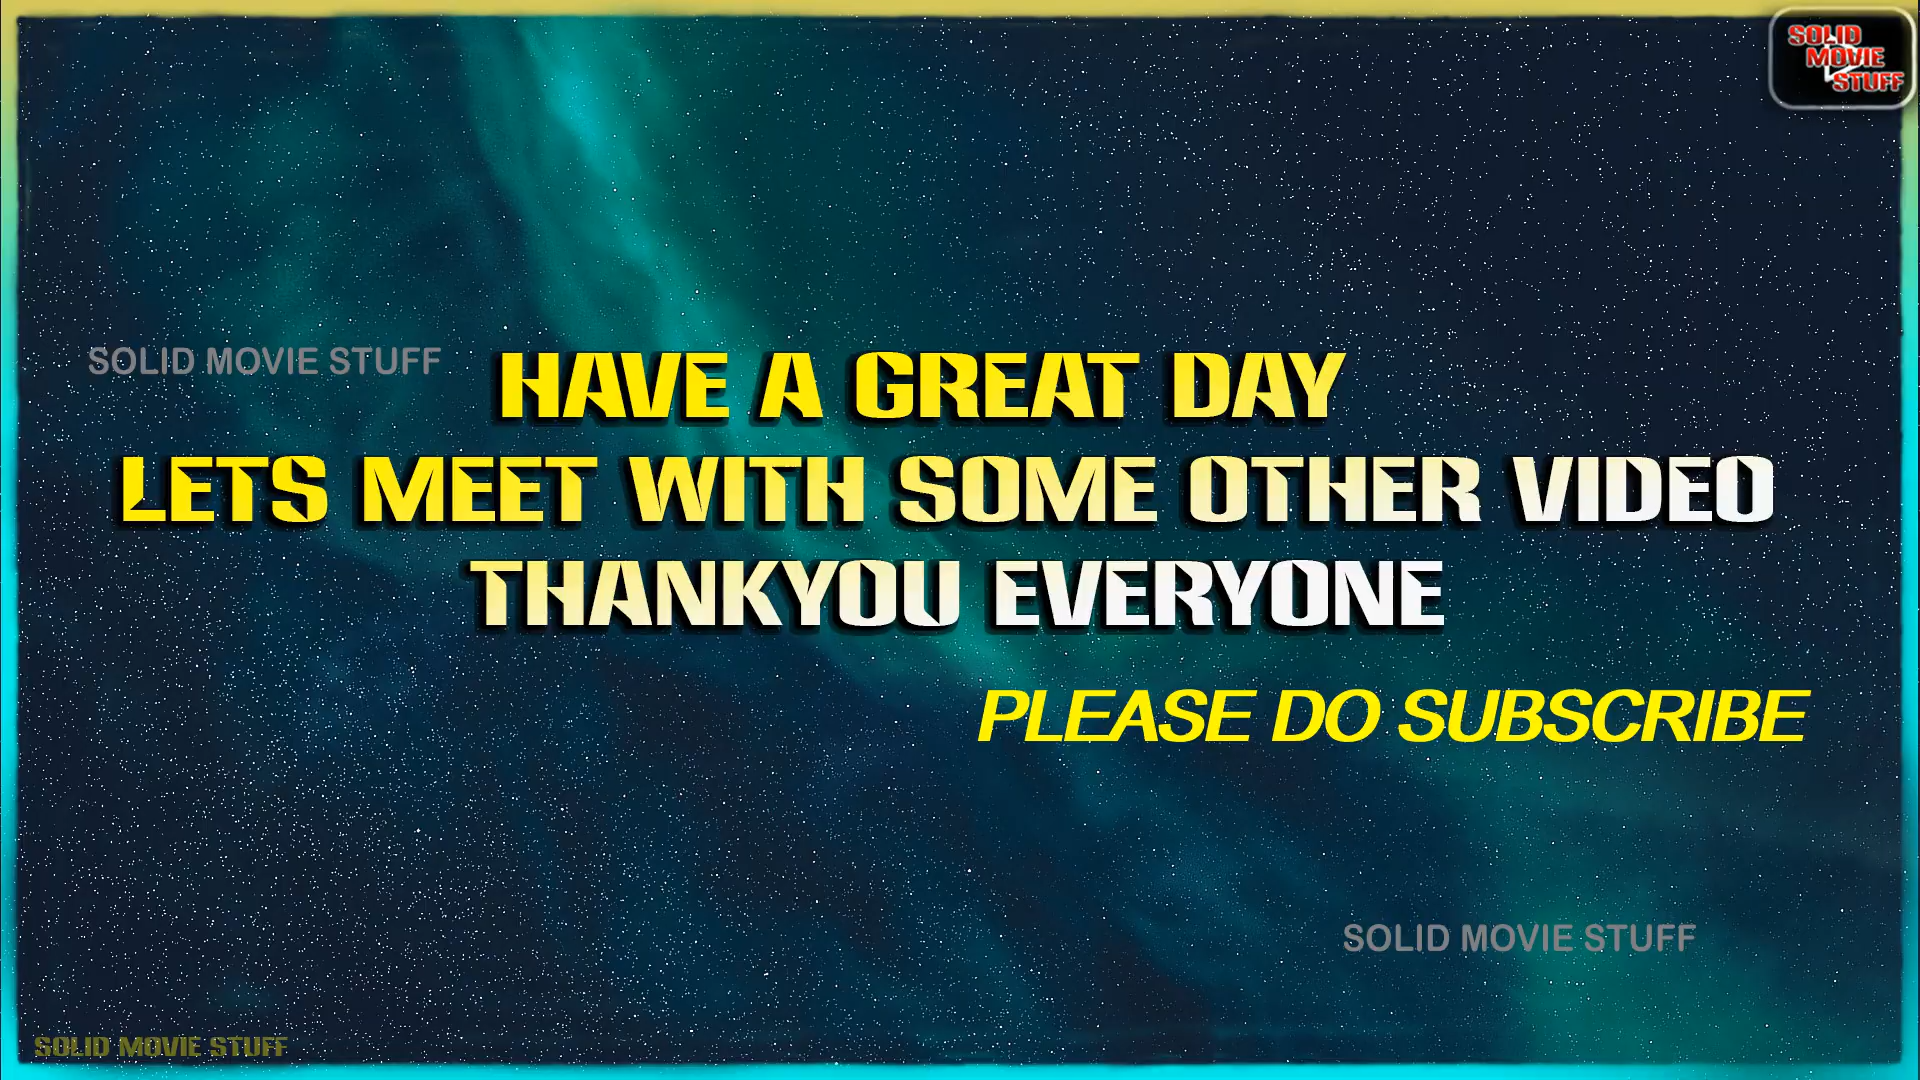 SOLID
MOVIE
STUFF
SOLID MOVIE STUFF
HAVE A GREAT DAY
LETS MEET WITH SOME OTHER VIDEO
THANKYOU EVERYONE
PLEASE DO SUBSCRIBE
SOLID MOVIE STUFF
SOLID MOVIE STUFF